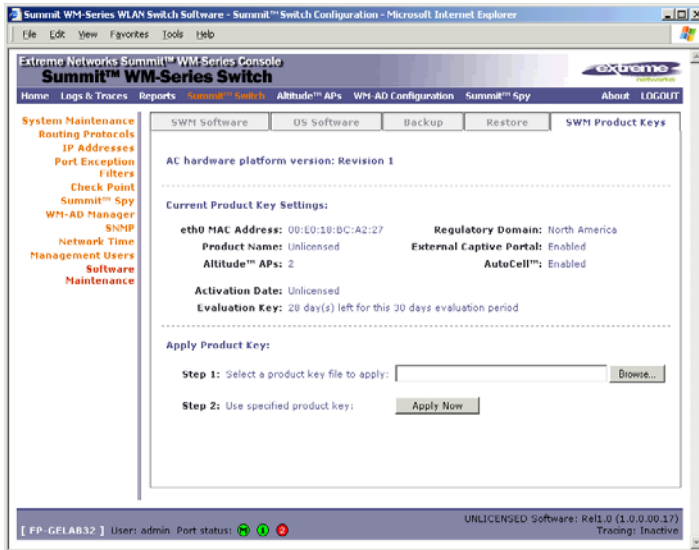 Summit WM-Series WLAN Switch Software - Summit™ Switch Configuration - Microsoft Internet Explorer
File Edit View Favorites Tools Help
Extreme Networks Summit™ WM-Series Console
Summit™ WM-Series Switch
extreme
networks
Home Logs & Traces Reports Summit™ Switch Altitude™ APs WM-AD Configuration Summit™ Spy About LOGOUT
System Maintenance
Routing Protocols
IP Addresses
Port Exception
Filters
Check Point
Summit™ Spy
WM-AD Manager
SNMP
Network Time
Management Users
Software
Maintenance
SWM Software OS Software Backup Restore SWM Product Keys
AC hardware platform version: Revision 1
Current Product Key Settings:
eth0 MAC Address: 00:E0:18:BC:A2:27 Regulatory Domain: North America
Product Name: Unlicensed External Captive Portal: Enabled
Altitude™ APs: 2 AutoCell™: Enabled
Activation Date: Unlicensed
Evaluation Key: 28 day(s) left for this 30 days evaluation period
Apply Product Key:
Step 1: Select a product key file to apply: Browse...
Step 2: Use specified product key: Apply Now
[ FP-GELAB32 ] User: admin Port status: M 1 2
UNLICENSED Software: Rel1.0 (1.0.0.00.17)
Tracing: Inactive